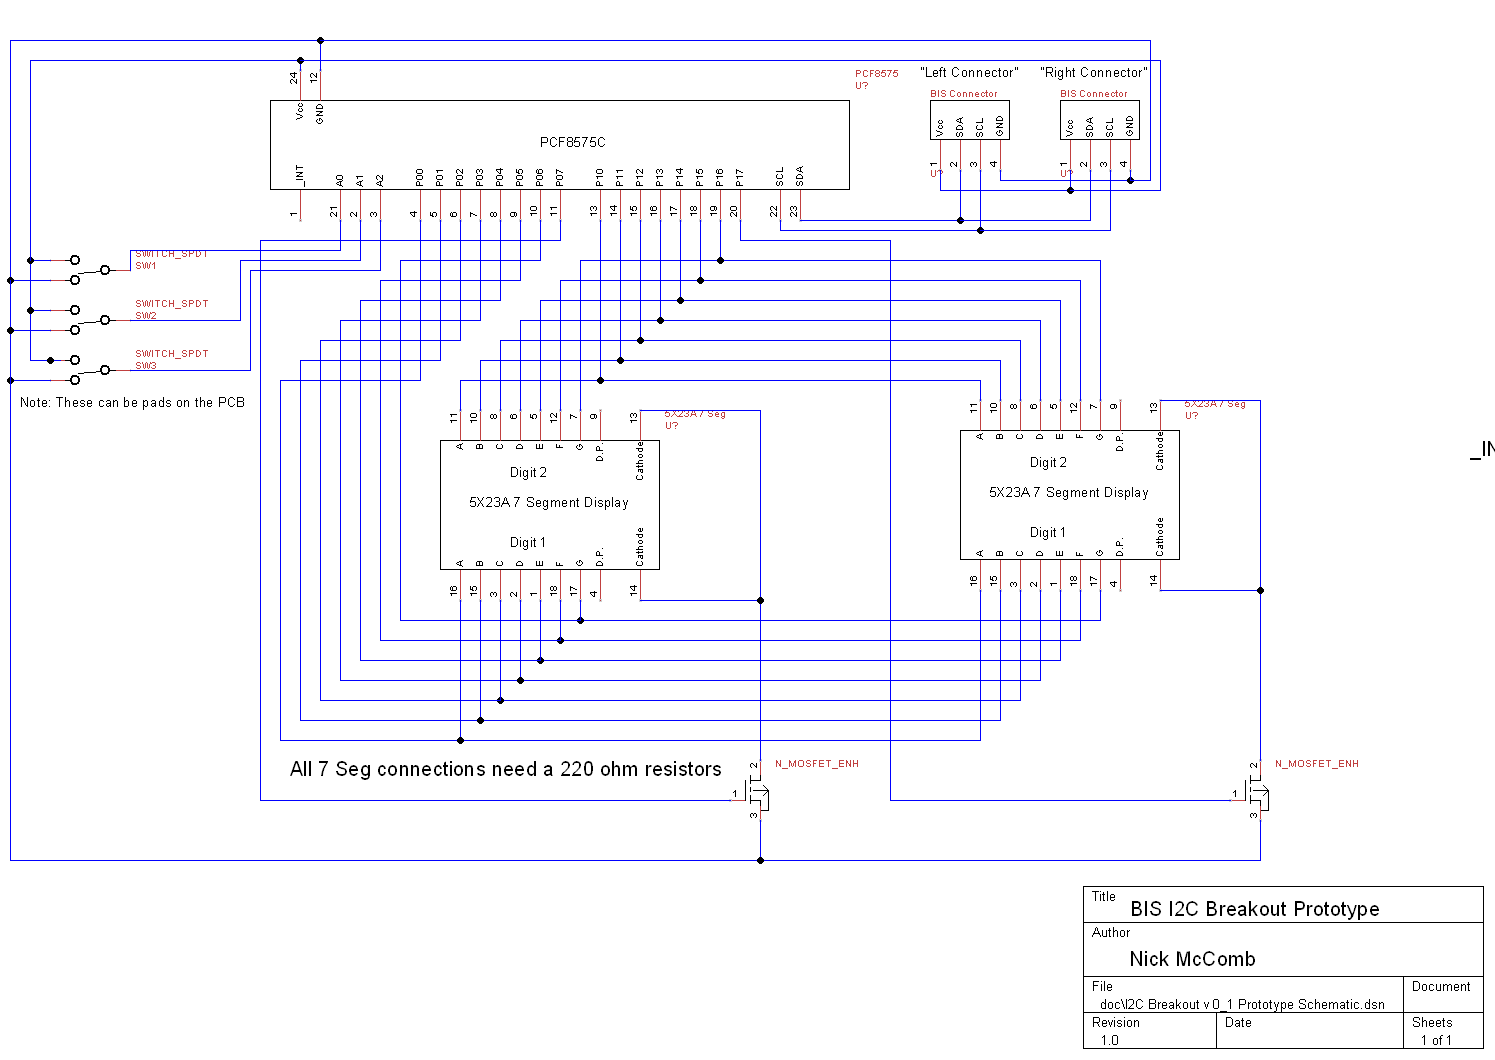 PCF8575
U?
"Left Connector"
"Right Connector"
BIS Connector
BIS Connector
24
12
Vcc
GND
PCF8575C
Vcc
SDA
SCL
GND
Vcc
SDA
SCL
GND
1
2
3
4
U?
1
2
3
4
U?
_INT
A0
A1
A2
P00
P01
P02
P03
P04
P05
P06
P07
P10
P11
P12
P13
P14
P15
P16
P17
SCL
SDA
1
21
2
3
4
5
6
7
8
9
10
11
13
14
15
16
17
18
19
20
22
23
SWITCH_SPDT
SW1
SWITCH_SPDT
SW2
SWITCH_SPDT
SW3
Note: These can be pads on the PCB
11
10
8
6
5
12
7
9
13
5X23A 7 Seg
U?
A
B
C
D
E
F
G
D.P.
Cathode
Digit 2
5X23A 7 Segment Display
Digit 1
A
B
C
D
E
F
G
D.P.
Cathode
16
15
3
2
1
18
17
4
14
11
10
8
6
5
12
7
9
13
5X23A 7 Seg
U?
A
B
C
D
E
F
G
D.P.
Cathode
Digit 2
5X23A 7 Segment Display
Digit 1
A
B
C
D
E
F
G
D.P.
Cathode
16
15
3
2
1
18
17
4
14
_IN
All 7 Seg connections need a 220 ohm resistors
2
N_MOSFET_ENH
1
3
2
N_MOSFET_ENH
1
3
Title
BIS I2C Breakout Prototype
Author
Nick McComb
File
Document
doc\I2C Breakout v 0_1 Prototype Schematic.dsn
Revision
Date
Sheets
1.0
1 of 1